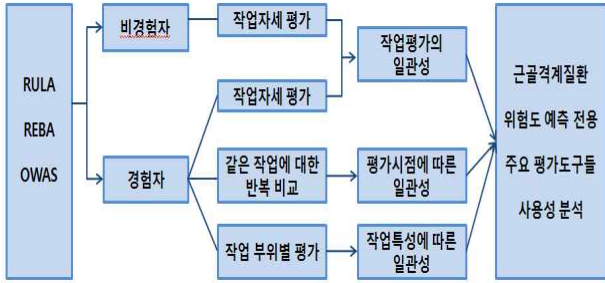 RULA
REBA
OWAS
비경험자
경험자
작업자세 평가
작업자세 평가
같은 작업에 대한
반복 비교
작업 부위별 평가
작업평가의
일관성
평가시점에 따른
일관성
작업특성에 따른
일관성
근골격계질환
위험도 예측 전용
주요 평가도구들
사용성 분석